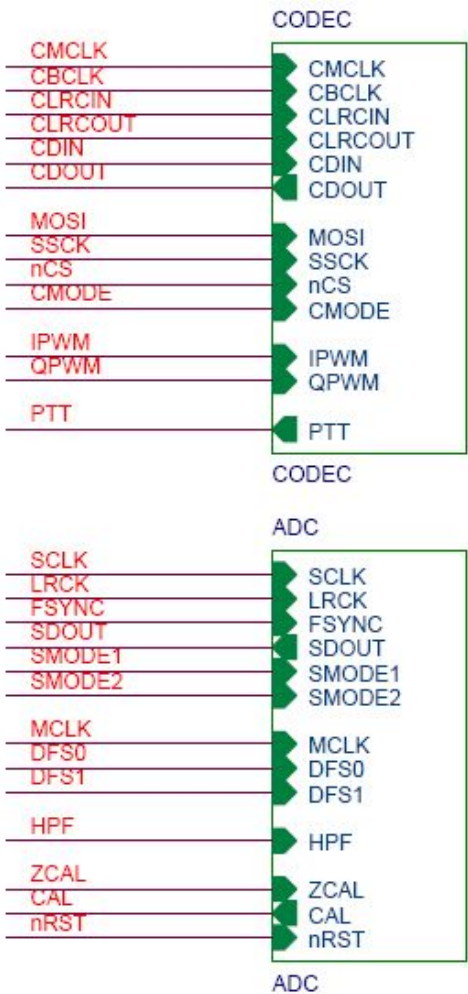 CODEC
CMCLK CMCLK
CBCLK CBCLK
CLRCIN CLRCIN
CLRCOUT CLRCOUT
CDIN CDIN
CDOUT CDOUT
MOSI MOSI
SSCK SSCK
nCS nCS
CMODE CMODE
IPWM IPWM
QPWM QPWM
PTT PTT
CODEC
ADC
SCLK SCLK
LRCK LRCK
FSYNC FSYNC
SDOUT SDOUT
SMODE1 SMODE1
SMODE2 SMODE2
MCLK MCLK
DFS0 DFS0
DFS1 DFS1
HPF HPF
ZCAL ZCAL
CAL CAL
nRST nRST
ADC